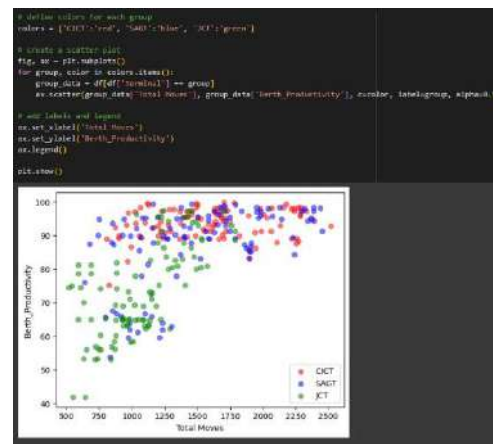 # define colors for each group
colors = {'CICT':'red', 'SAGT':'blue', 'JCT':'green'}
# create a scatter plot
fig, ax = plt.subplots()
for group, color in colors.items():
group_data = df[df['Terminal'] == group]
ax.scatter(group_data['Total Moves'], group_data['Berth_Productivity'], c=color, label=group, alpha=0.
# add labels and legend
ax.set_xlabel('Total Moves')
ax.set_ylabel('Berth_Productivity')
ax.legend()
plt.show()
100
90
80
70
60
50
40
Berth_Productivity
CICT
SAGT
JCT
500 750 1000 1250 1500 1750 2000 2250 2500
Total Moves